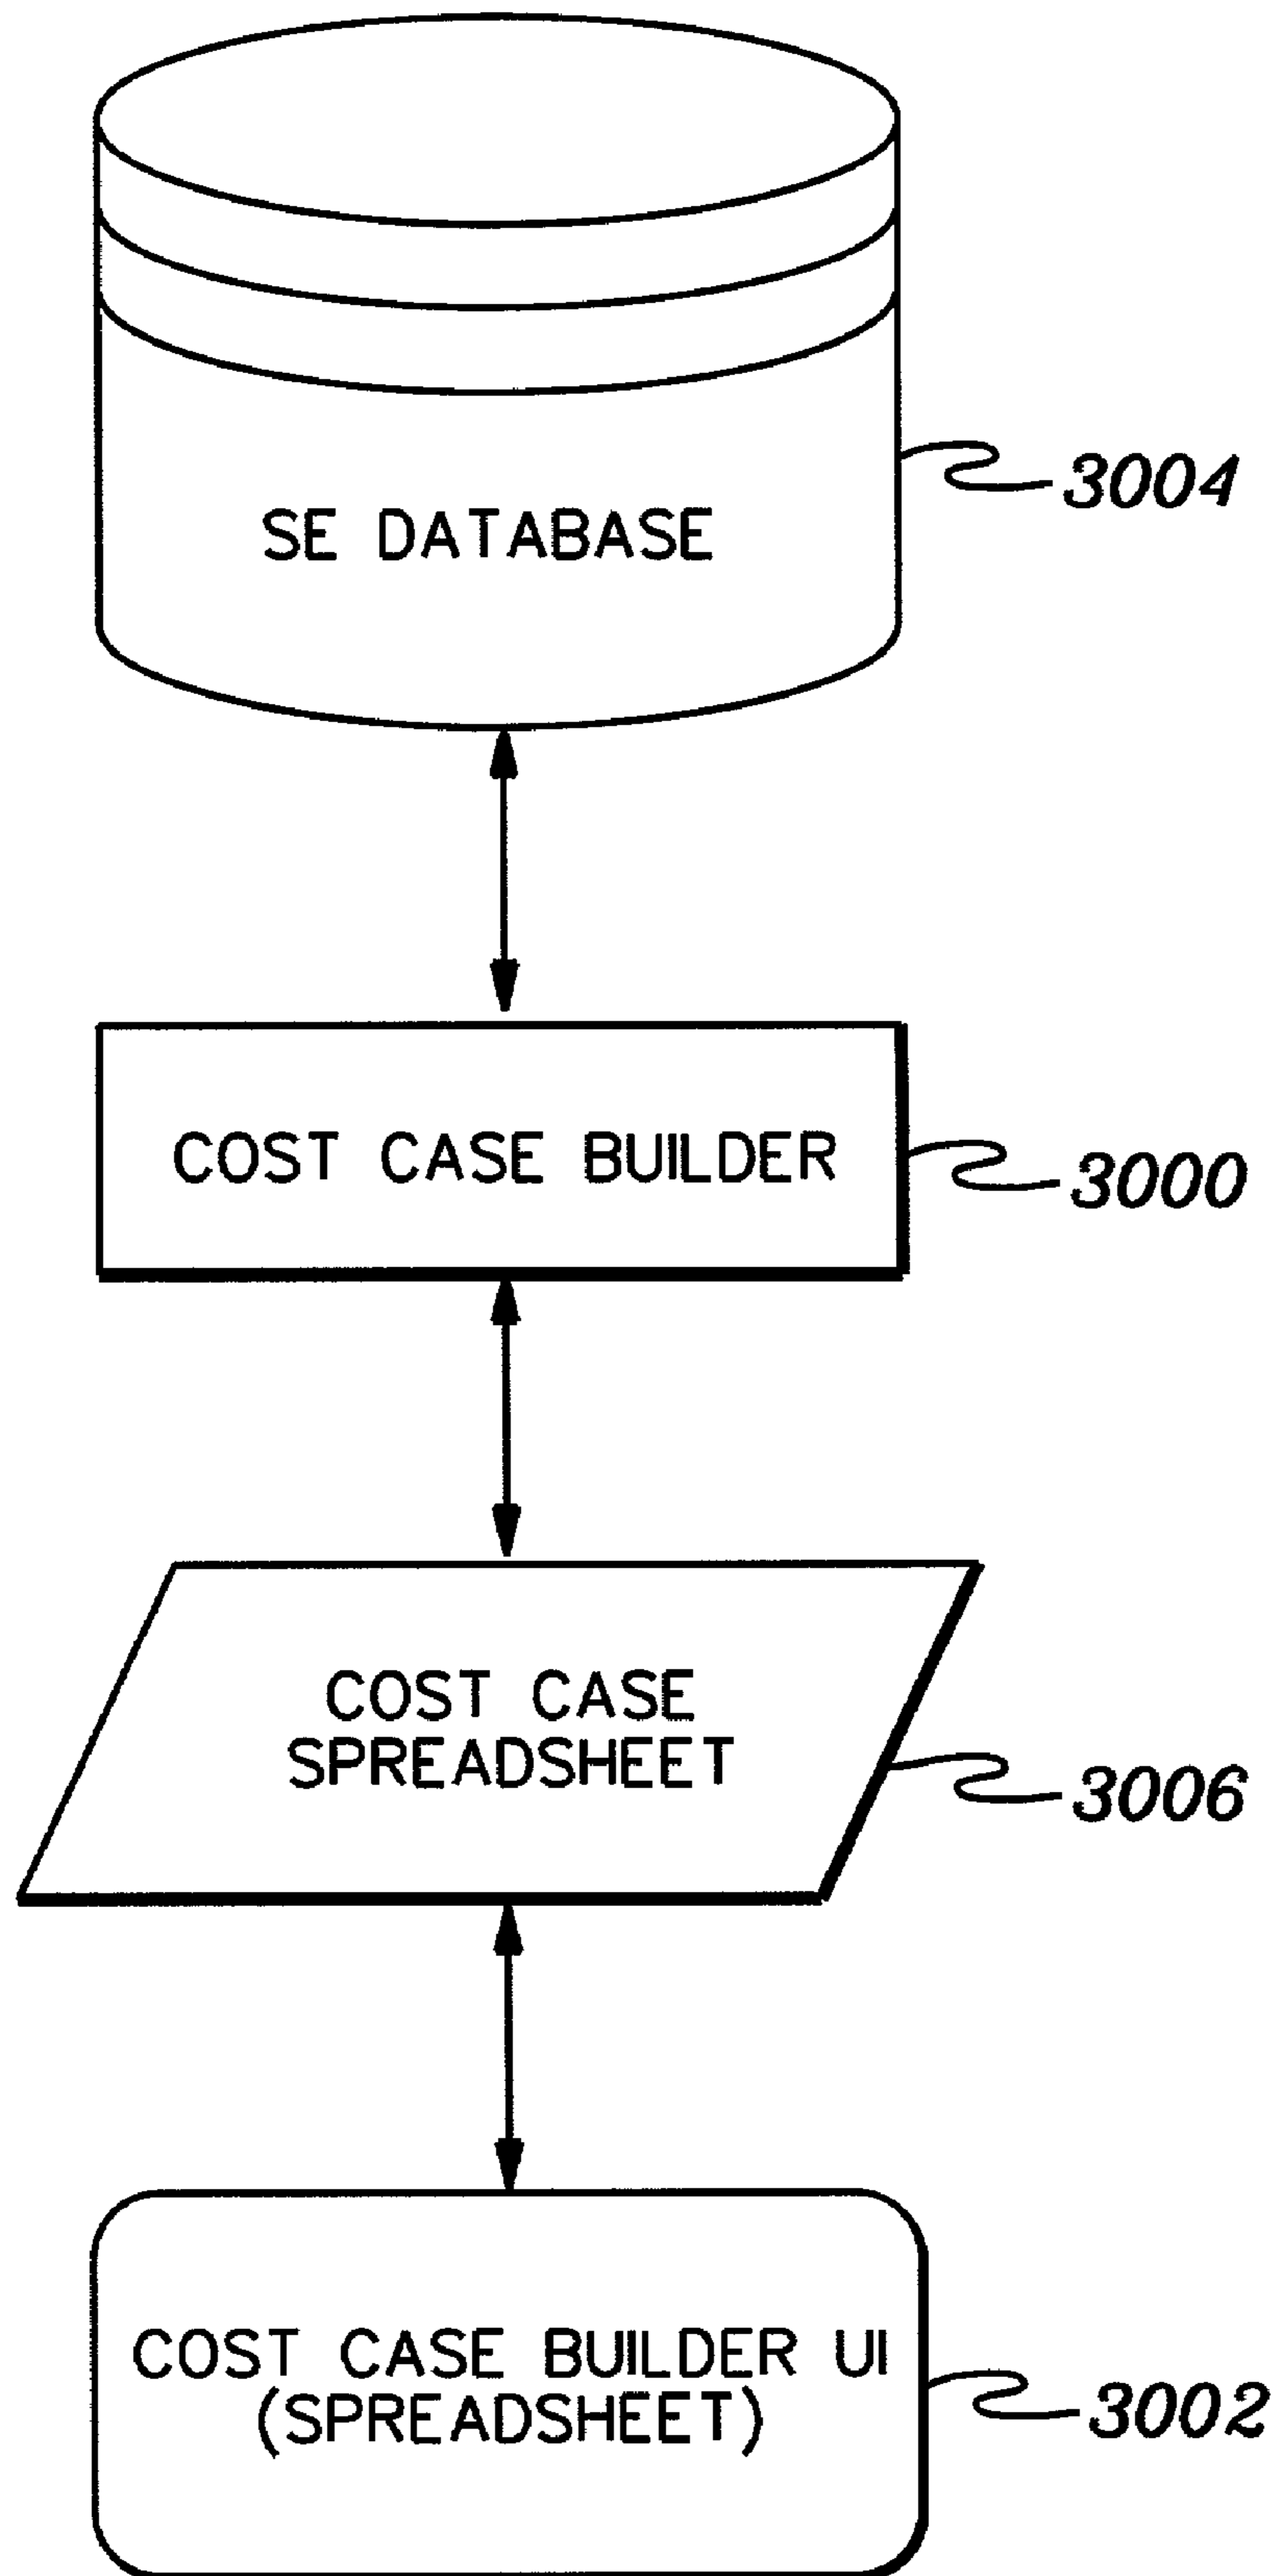 SE DATABASE
3004
COST CASE BUILDER
3000
COST CASE
SPREADSHEET
3006
COST CASE BUILDER UI
(SPREADSHEET)
3002